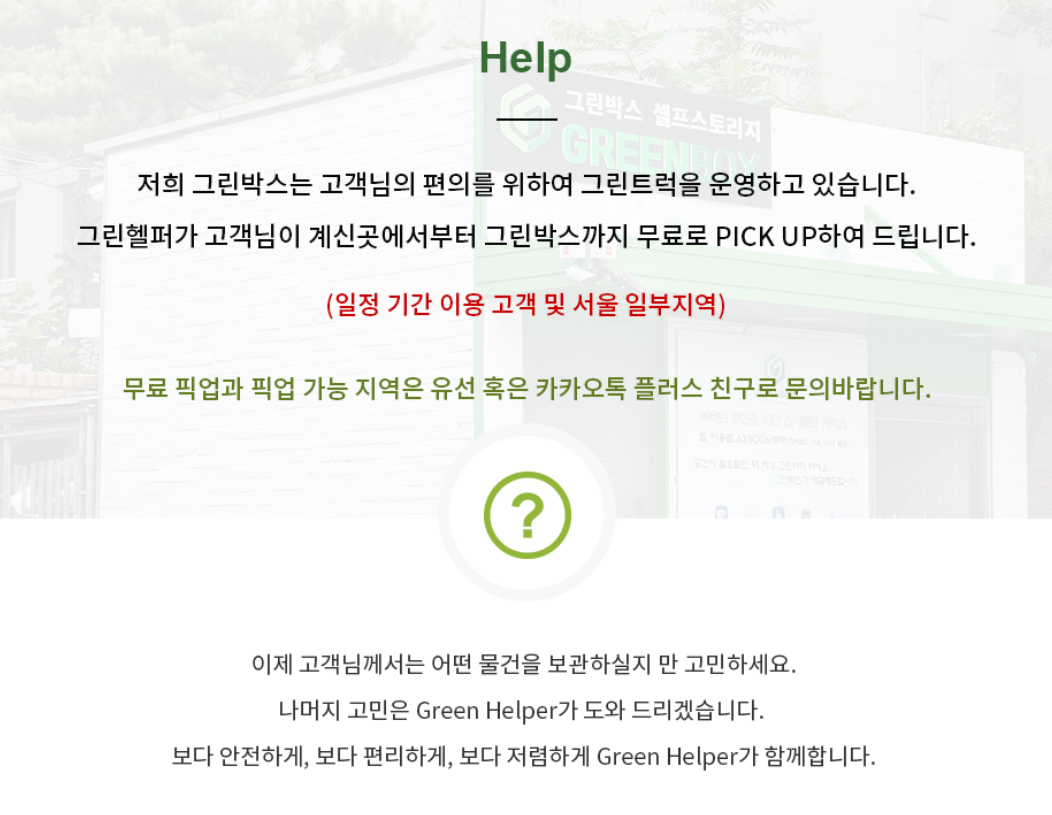 Help
그린박스 셀프스토리지
GREENBOX
저희 그린박스는 고객님의 편의를 위하여 그린트럭을 운영하고 있습니다.
그린헬퍼가 고객님이 계신곳에서부터 그린박스까지 무료로 PICK UP하여 드립니다.
(일정 기간 이용 고객 및 서울 일부지역)
무료 픽업과 픽업 가능 지역은 유선 혹은 카카오톡 플러스 친구로 문의바랍니다.
?
이제 고객님께서는 어떤 물건을 보관하실지 만 고민하세요.
나머지 고민은 Green Helper가 도와 드리겠습니다.
보다 안전하게, 보다 편리하게, 보다 저렴하게 Green Helper가 함께합니다.